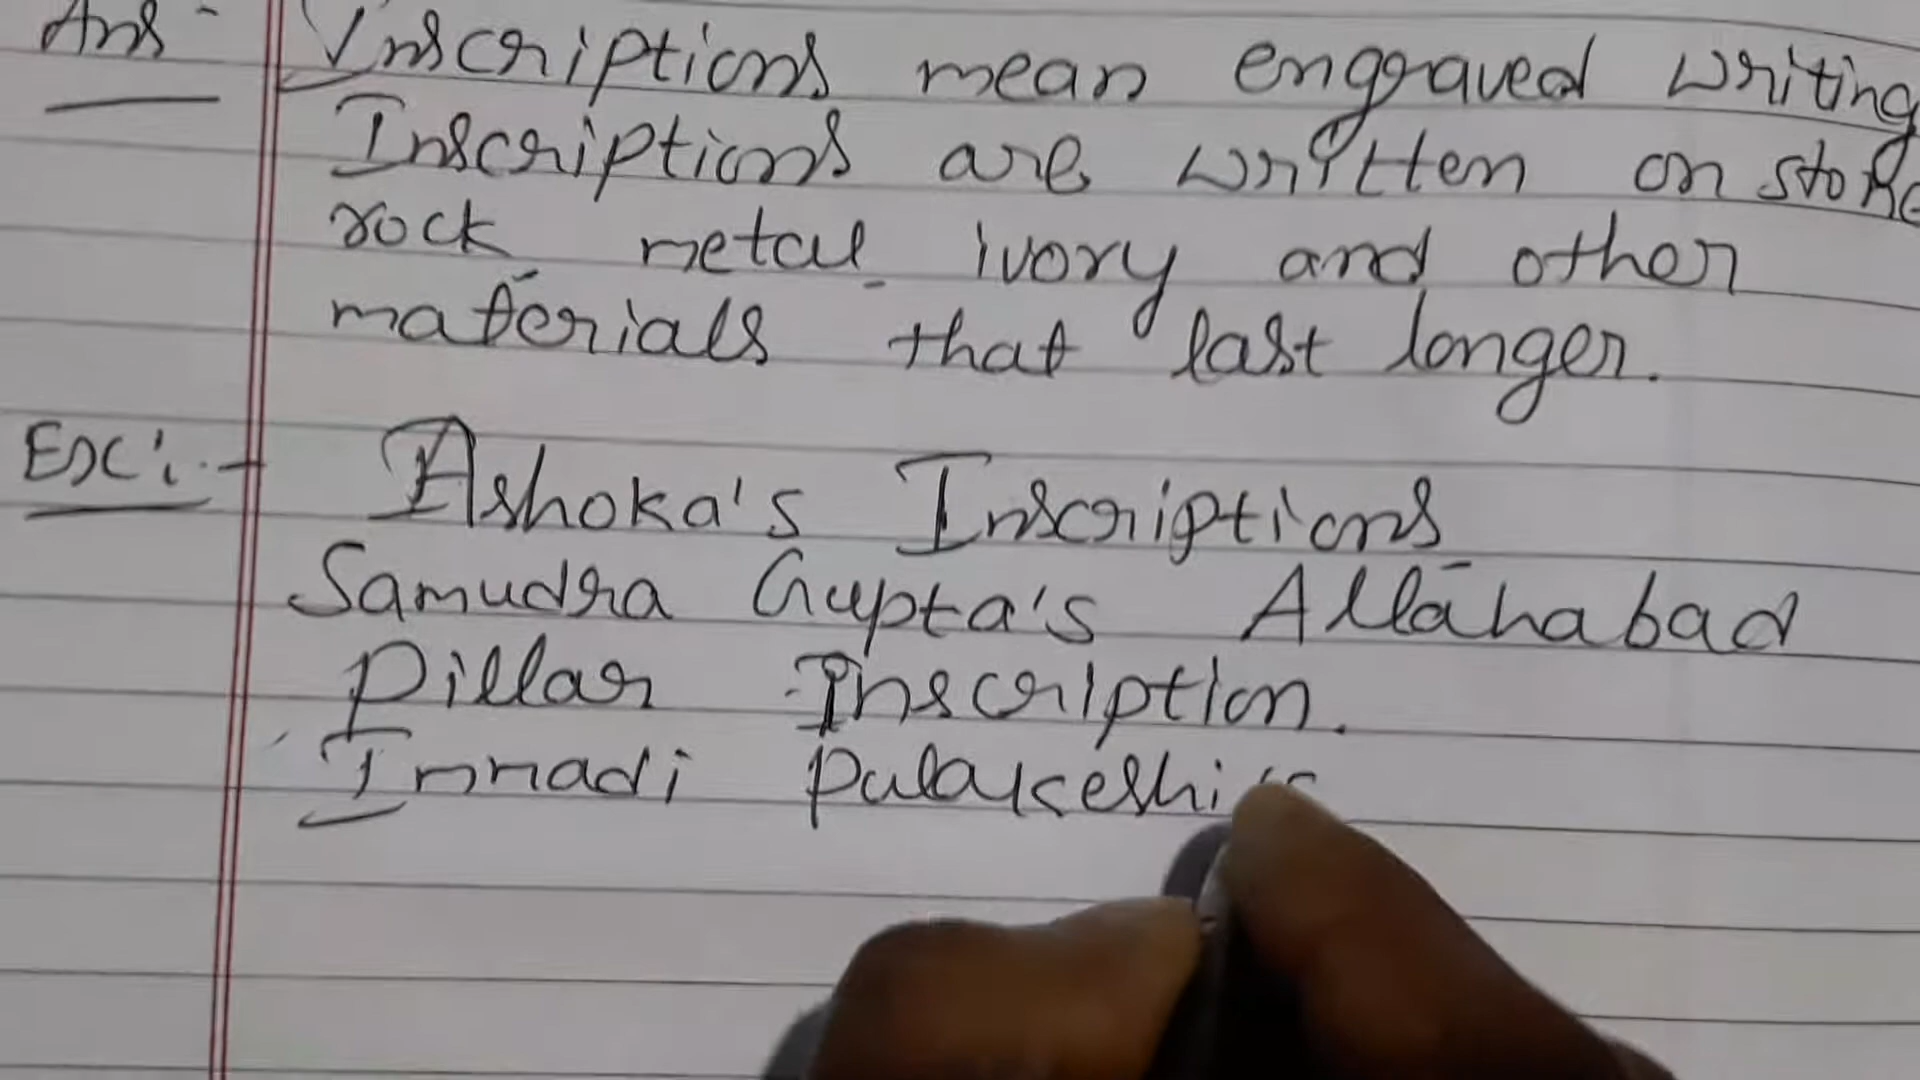 Ans -
Inscriptions mean engraved writing
Inscriptions are written on stone
rock metal ivory and other
materials that last longer.
Ex:-
Ashoka's Inscriptions
Samudra Gupta's Allahabad
Pillar Inscription.
Immadi Pulakeshi's